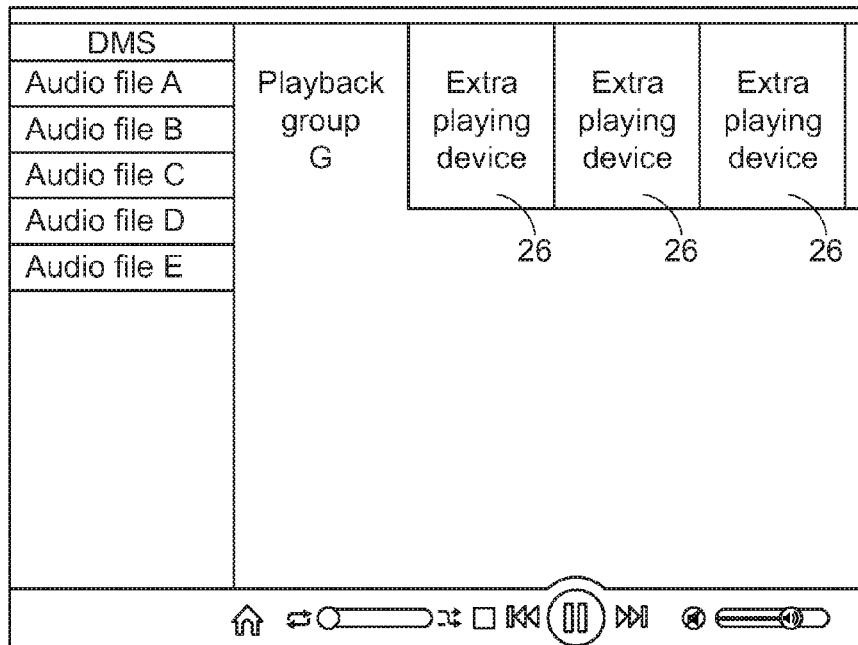 DMS
Audio file A
Audio file B
Audio file C
Audio file D
Audio file E
Playback
group
G
Extra
playing
device
Extra
playing
device
Extra
playing
device
26
26
26